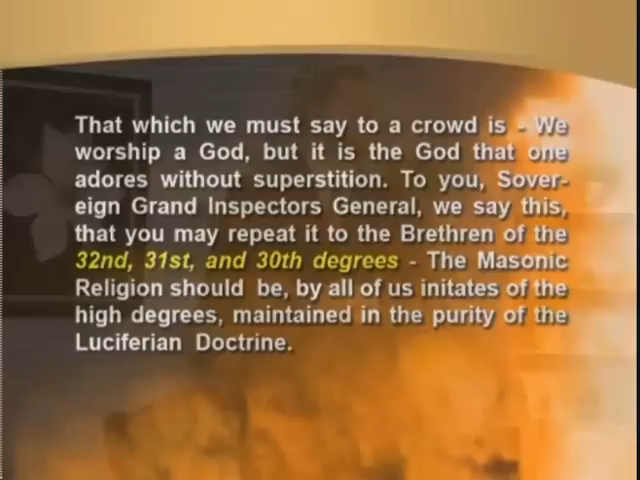 That which we must say to a crowd is - We
worship a God, but it is the God that one
adores without superstition. To you, Sover-
eign Grand Inspectors General, we say this,
that you may repeat it to the Brethren of the
32nd, 31st, and 30th degrees - The Masonic
Religion should be, by all of us initates of the
high degrees, maintained in the purity of the
Luciferian Doctrine.